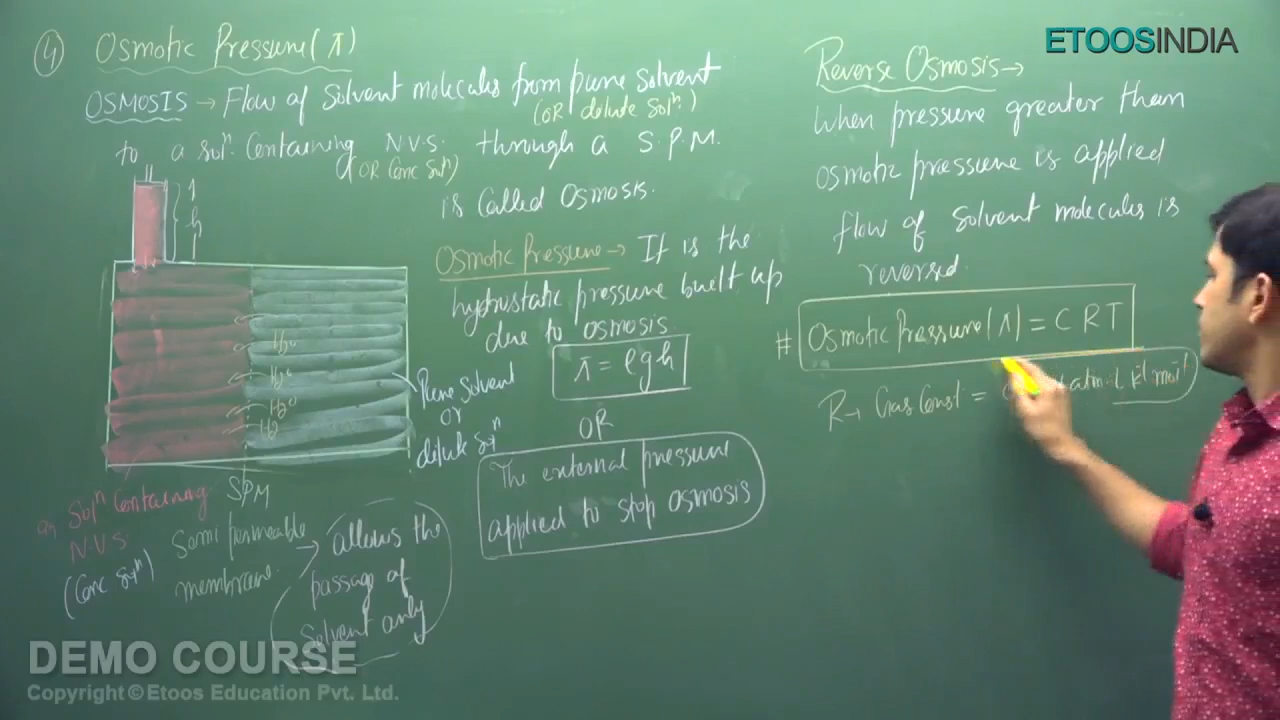 ETOOSINDIA
4 Osmotic Pressure(π)
OSMOSIS → Flow of Solvent molecules from pure solvent
(OR dilute Solⁿ.)
to a solⁿ. Containing N.V.S. through a S.P.M.
(OR Conc Solⁿ)
is Called Osmosis.
h
Osmotic Pressure → It is the
hydrostatic pressure built up
due to osmosis.
π = ρgh
OR
The external pressure
applied to stop osmosis
H₂O
H₂O
H₂O
H₂O
Pure Solvent
or
dilute Solⁿ
SPM
Solⁿ Containing
N.V.S
(Conc Solⁿ)
Semi permeable
membrane. → allows the
passage of
Solvent only
Reverse Osmosis →
When pressure greater than
osmotic pressure is applied
flow of solvent molecules is
reversed.
# Osmotic Pressure(π) = C R T
R → Gas Const = atm-L K⁻¹ mol⁻¹
DEMO COURSE
Copyright © Etoos Education Pvt. Ltd.